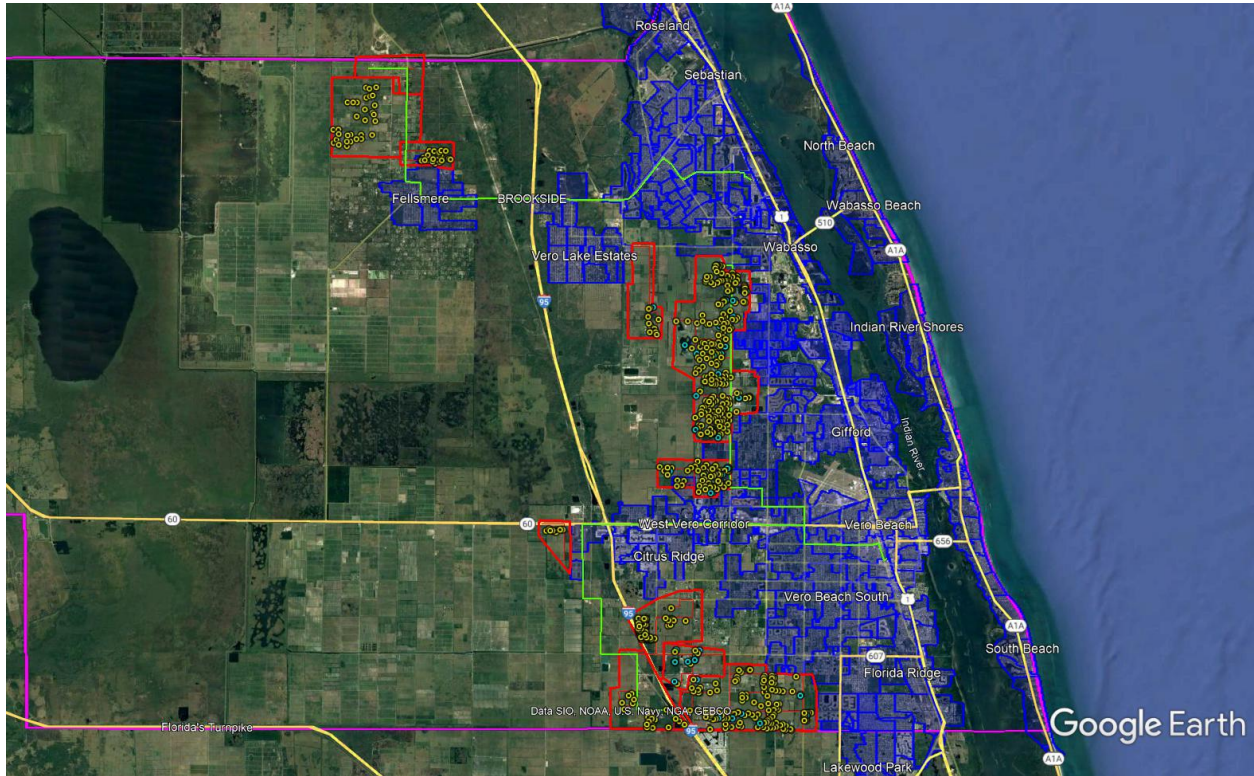 A1A
Roseland
Sebastian
North Beach
Fellsmere
BROOKSIDE
Wabasso Beach
1
510
Wabasso
A1A
Vero Lake Estates
95
Indian River Shores
Gifford
Indian River
60
60
West Vero Corridor
Vero Beach
656
Citrus Ridge
Vero Beach South
1
95
A1A
607
South Beach
Florida Ridge
Data SIO, NOAA, U.S. Navy, NGA, GEBCO
Florida's Turnpike
95
Google Earth
A1A
Lakewood Park